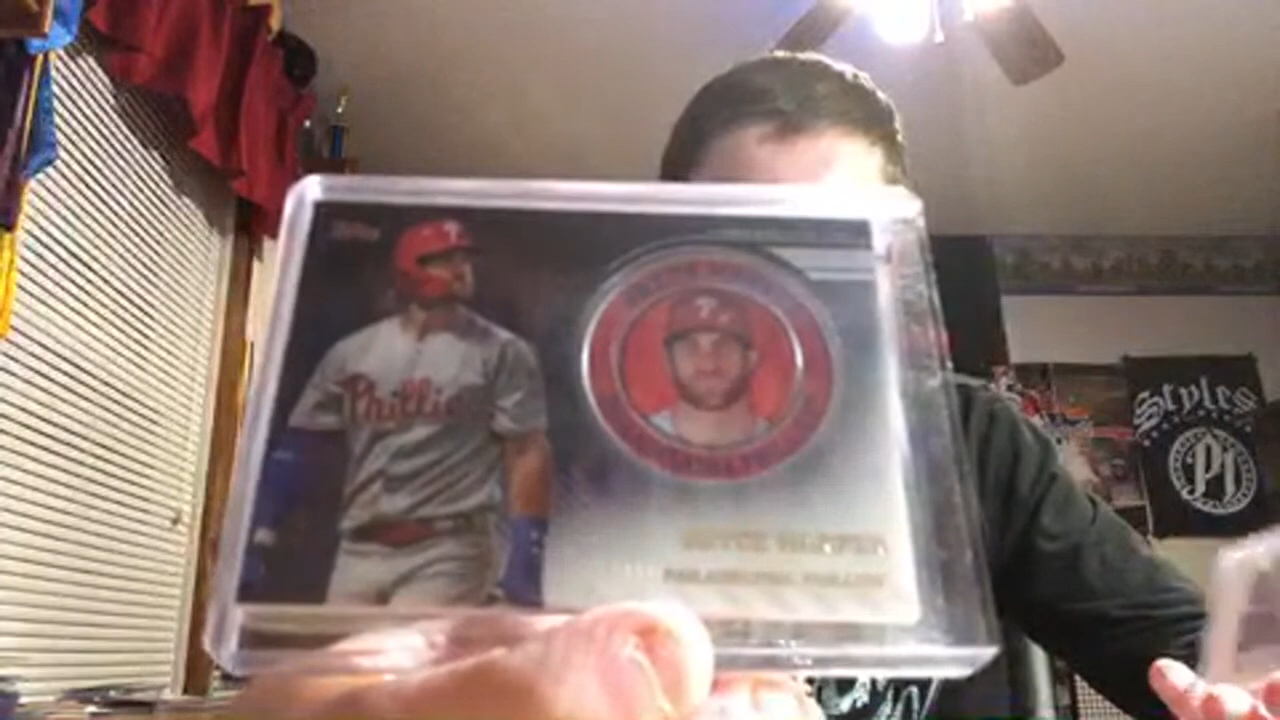 Topps
Phillies
P
BRYCE HARPER
PHILADELPHIA PHILLIES
Styles
P1